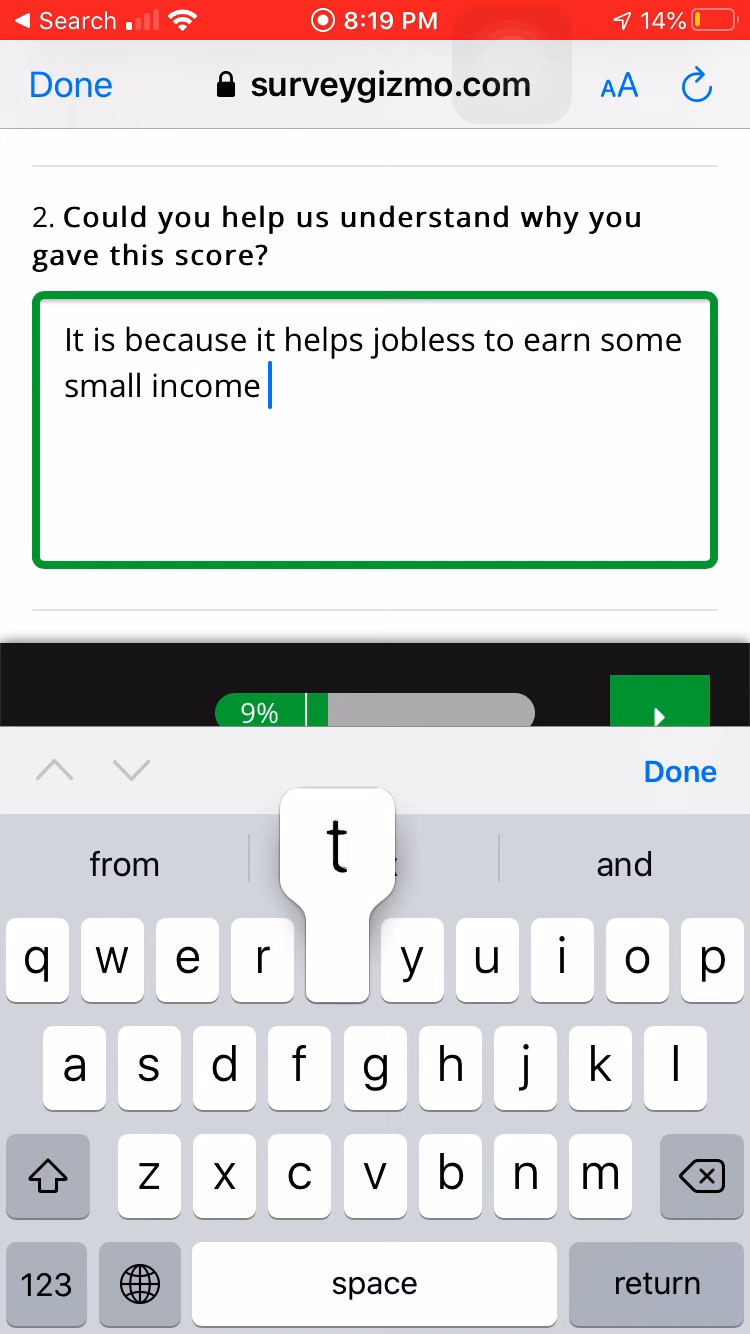 Search 8:19 PM 14%
Done surveygizmo.com AA
2. Could you help us understand why you
gave this score?
It is because it helps jobless to earn some
small income
9%
Done
from and
t
q w e r y u i o p
a s d f g h j k l
z x c v b n m
123 space return